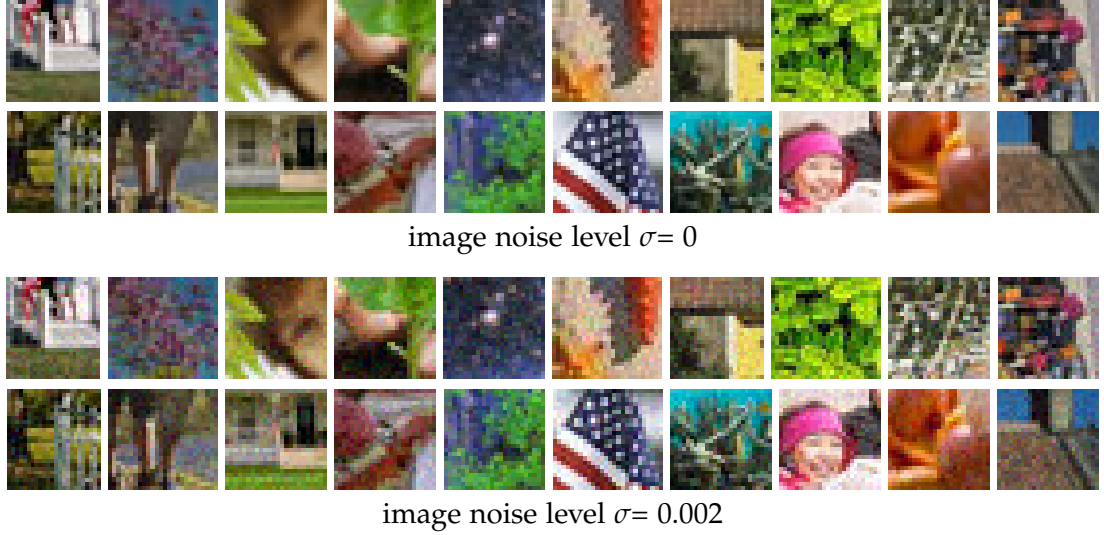 image noise level σ= 0
image noise level σ= 0.002